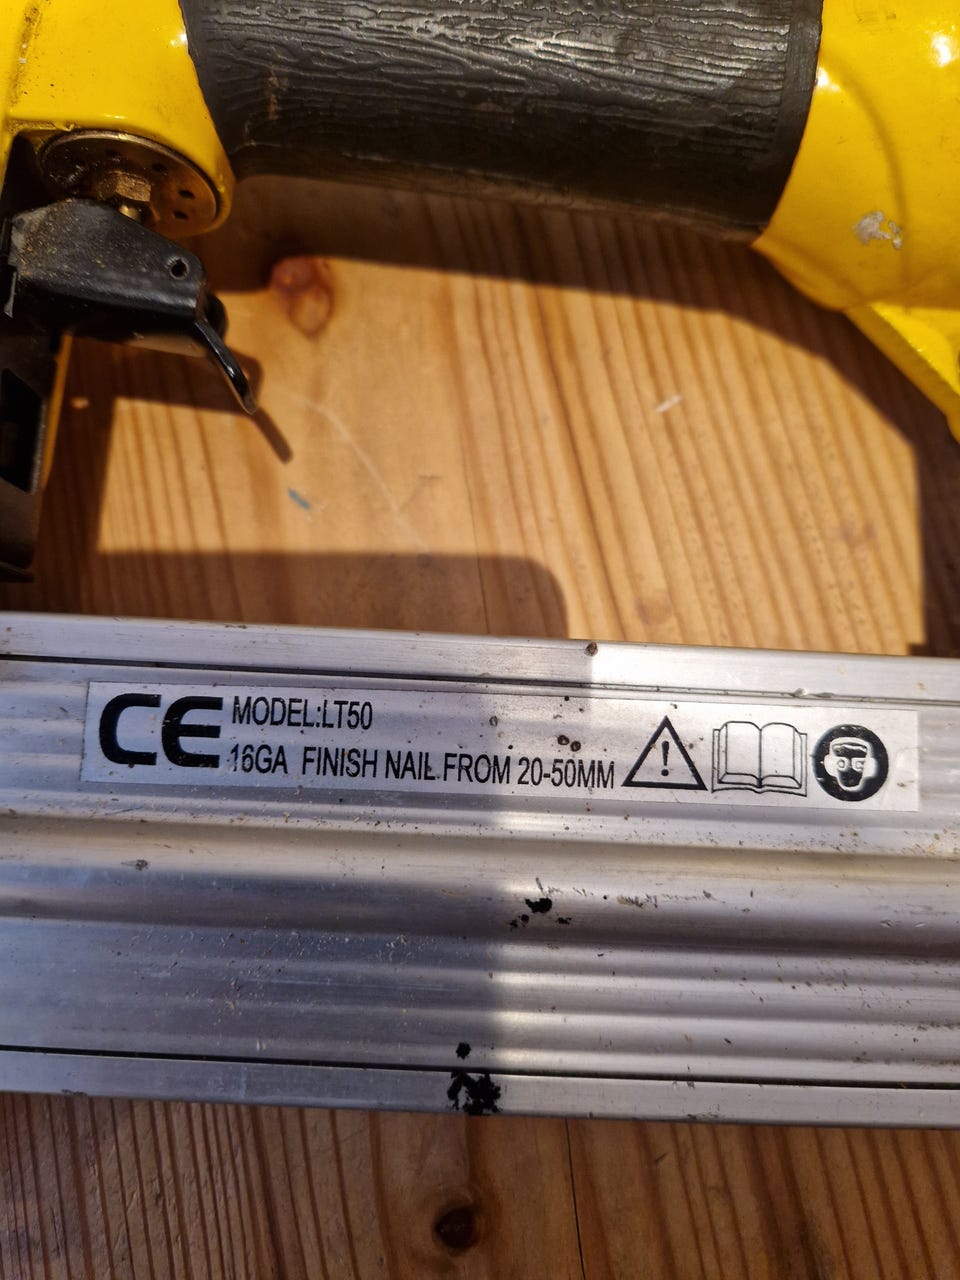 CE MODEL:LT50
16GA FINISH NAIL FROM 20-50MM